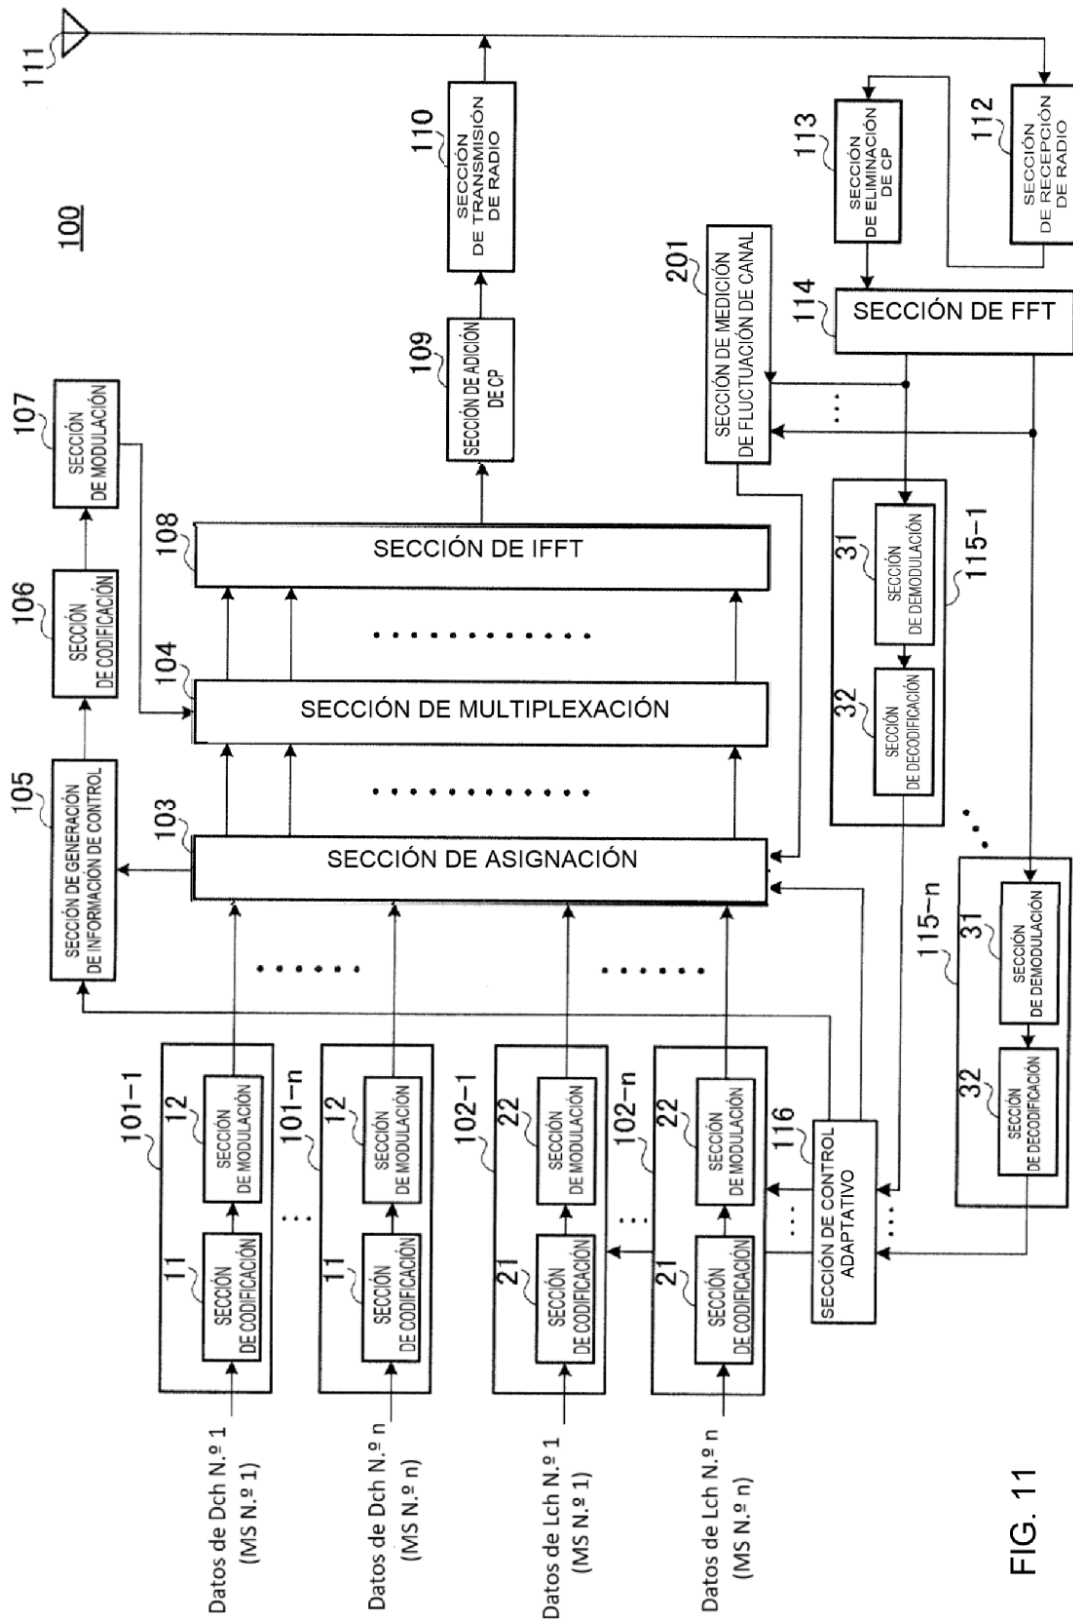 100
111
110
SECCIÓN
DE TRANSMISIÓN
DE RADIO
113
SECCIÓN
DE ELIMINACIÓN
DE CP
112
SECCIÓN
DE RECEPCIÓN
DE RADIO
109
SECCIÓN DE ADICIÓN
DE CP
201
SECCIÓN DE MEDICIÓN
DE FLUCTUACIÓN DE CANAL
114
SECCIÓN DE FFT
107
SECCIÓN
DE MODULACIÓN
106
SECCIÓN
DE CODIFICACIÓN
105
SECCIÓN DE GENERACIÓN
DE INFORMACIÓN DE CONTROL
108
SECCIÓN DE IFFT
104
SECCIÓN DE MULTIPLEXACIÓN
103
SECCIÓN DE ASIGNACIÓN
115-1
31
SECCIÓN
DE DEMODULACIÓN
32
SECCIÓN
DE DECODIFICACIÓN
115-n
31
SECCIÓN
DE DEMODULACIÓN
32
SECCIÓN
DE DECODIFICACIÓN
101-1
12
SECCIÓN
DE MODULACIÓN
11
SECCIÓN
DE CODIFICACIÓN
Datos de Dch N.º 1
(MS N.º 1)
101-n
12
SECCIÓN
DE MODULACIÓN
11
SECCIÓN
DE CODIFICACIÓN
Datos de Dch N.º n
(MS N.º n)
102-1
22
SECCIÓN
DE MODULACIÓN
21
SECCIÓN
DE CODIFICACIÓN
Datos de Lch N.º 1
(MS N.º 1)
102-n
22
SECCIÓN
DE MODULACIÓN
21
SECCIÓN
DE CODIFICACIÓN
Datos de Lch N.º n
(MS N.º n)
116
SECCIÓN DE CONTROL
ADAPTATIVO
FIG. 11